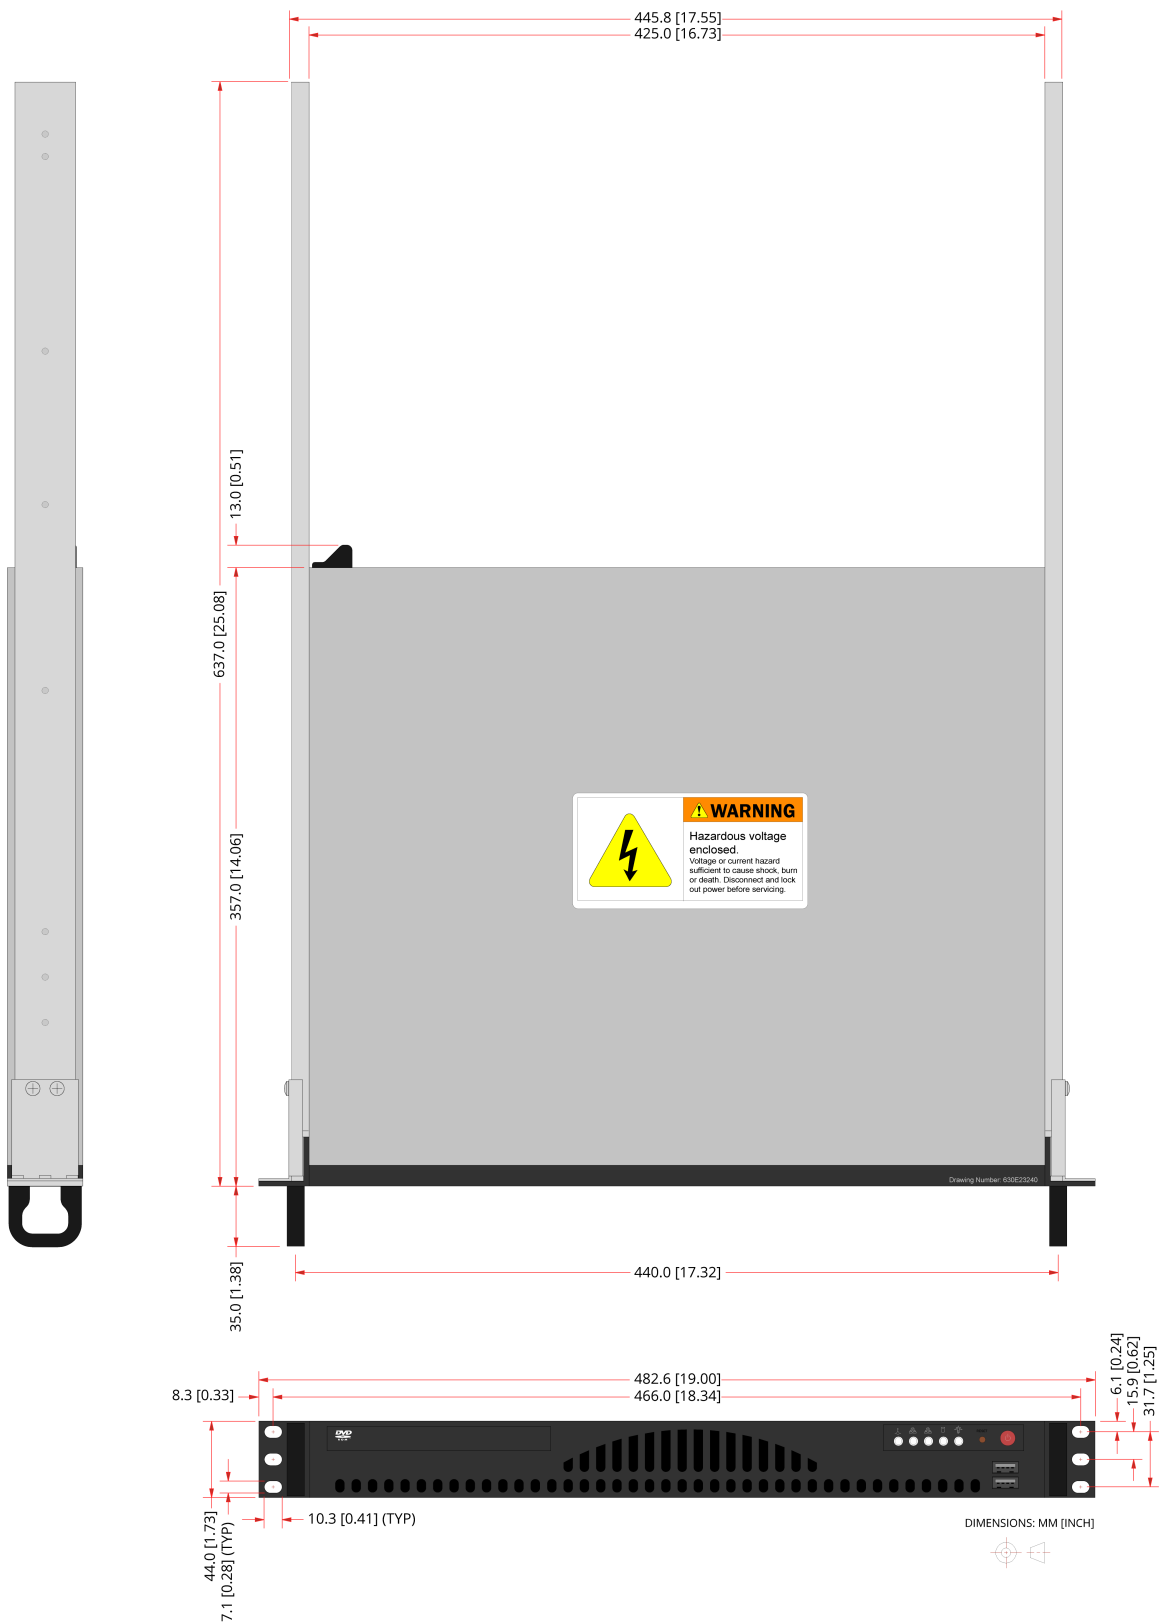 445.8 [17.55]
425.0 [16.73]
13.0 [0.51]
637.0 [25.08]
357.0 [14.06]
WARNING
Hazardous voltage
enclosed.
Voltage or current hazard
sufficient to cause shock, burn
or death. Disconnect and lock
out power before servicing.
Drawing Number: 630E23240
35.0 [1.38]
440.0 [17.32]
482.6 [19.00]
466.0 [18.34]
8.3 [0.33]
6.1 [0.24]
15.9 [0.62]
31.7 [1.25]
DVD
ROM
44.0 [1.73]
7.1 [0.28] (TYP)
10.3 [0.41] (TYP)
DIMENSIONS: MM [INCH]